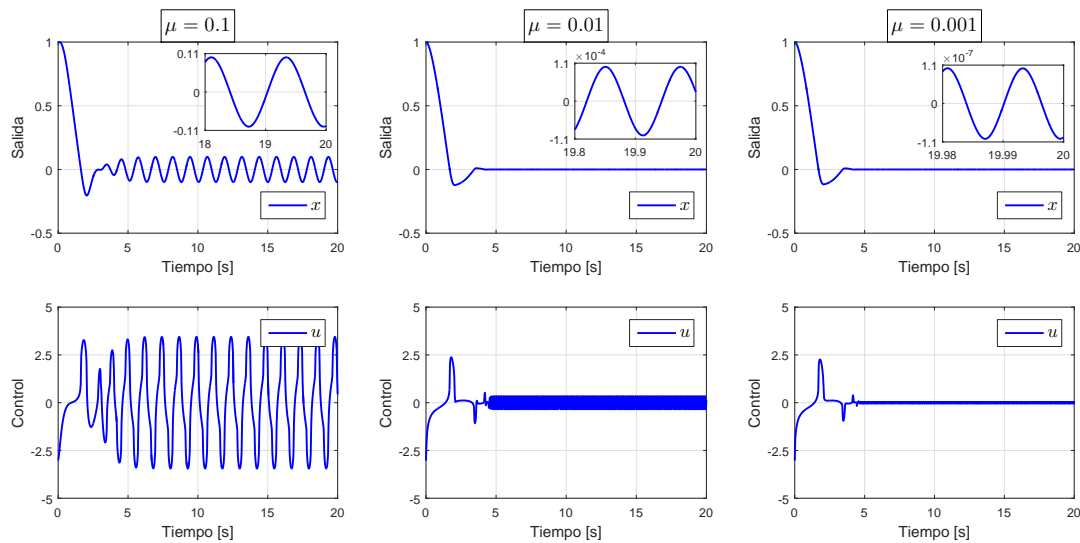 μ = 0.1
μ = 0.01
μ = 0.001
1
0.5
0
-0.5
Salida
0 5 10 15 20
Tiempo [s]
x
0.11
0
-0.11
18 19 20
1
0.5
0
-0.5
Salida
0 5 10 15 20
Tiempo [s]
x
×10⁻⁴
1.1
0
-1.1
19.8 19.9 20
1
0.5
0
-0.5
Salida
0 5 10 15 20
Tiempo [s]
x
×10⁻⁷
1.1
0
-1.1
19.98 19.99 20
5
2.5
0
-2.5
-5
Control
0 5 10 15 20
Tiempo [s]
u
5
2.5
0
-2.5
-5
Control
0 5 10 15 20
Tiempo [s]
u
5
2.5
0
-2.5
-5
Control
0 5 10 15 20
Tiempo [s]
u